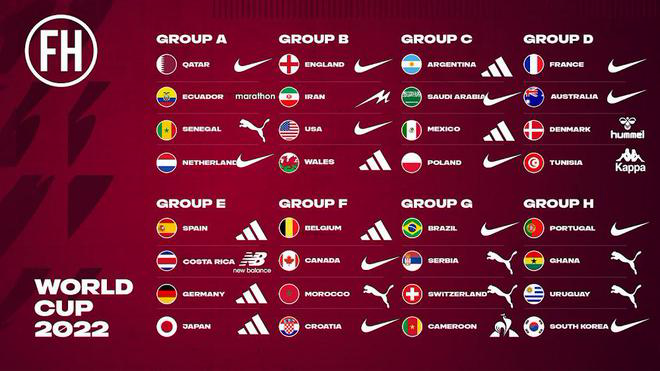 FH
GROUP A
QATAR
ECUADOR marathon
SENEGAL
NETHERLAND
GROUP B
ENGLAND
IRAN
USA
WALES
GROUP C
ARGENTINA
SAUDI ARABIA
MEXICO
POLAND
GROUP D
FRANCE
AUSTRALIA
DENMARK hummel
TUNISIA Kappa
GROUP E
SPAIN
COSTA RICA new balance
GERMANY
JAPAN
GROUP F
BELGIUM
CANADA
MOROCCO
CROATIA
GROUP G
BRAZIL
SERBIA
SWITZERLAND
CAMEROON
GROUP H
PORTUGAL
GHANA
URUGUAY
SOUTH KOREA
WORLD
CUP
2022